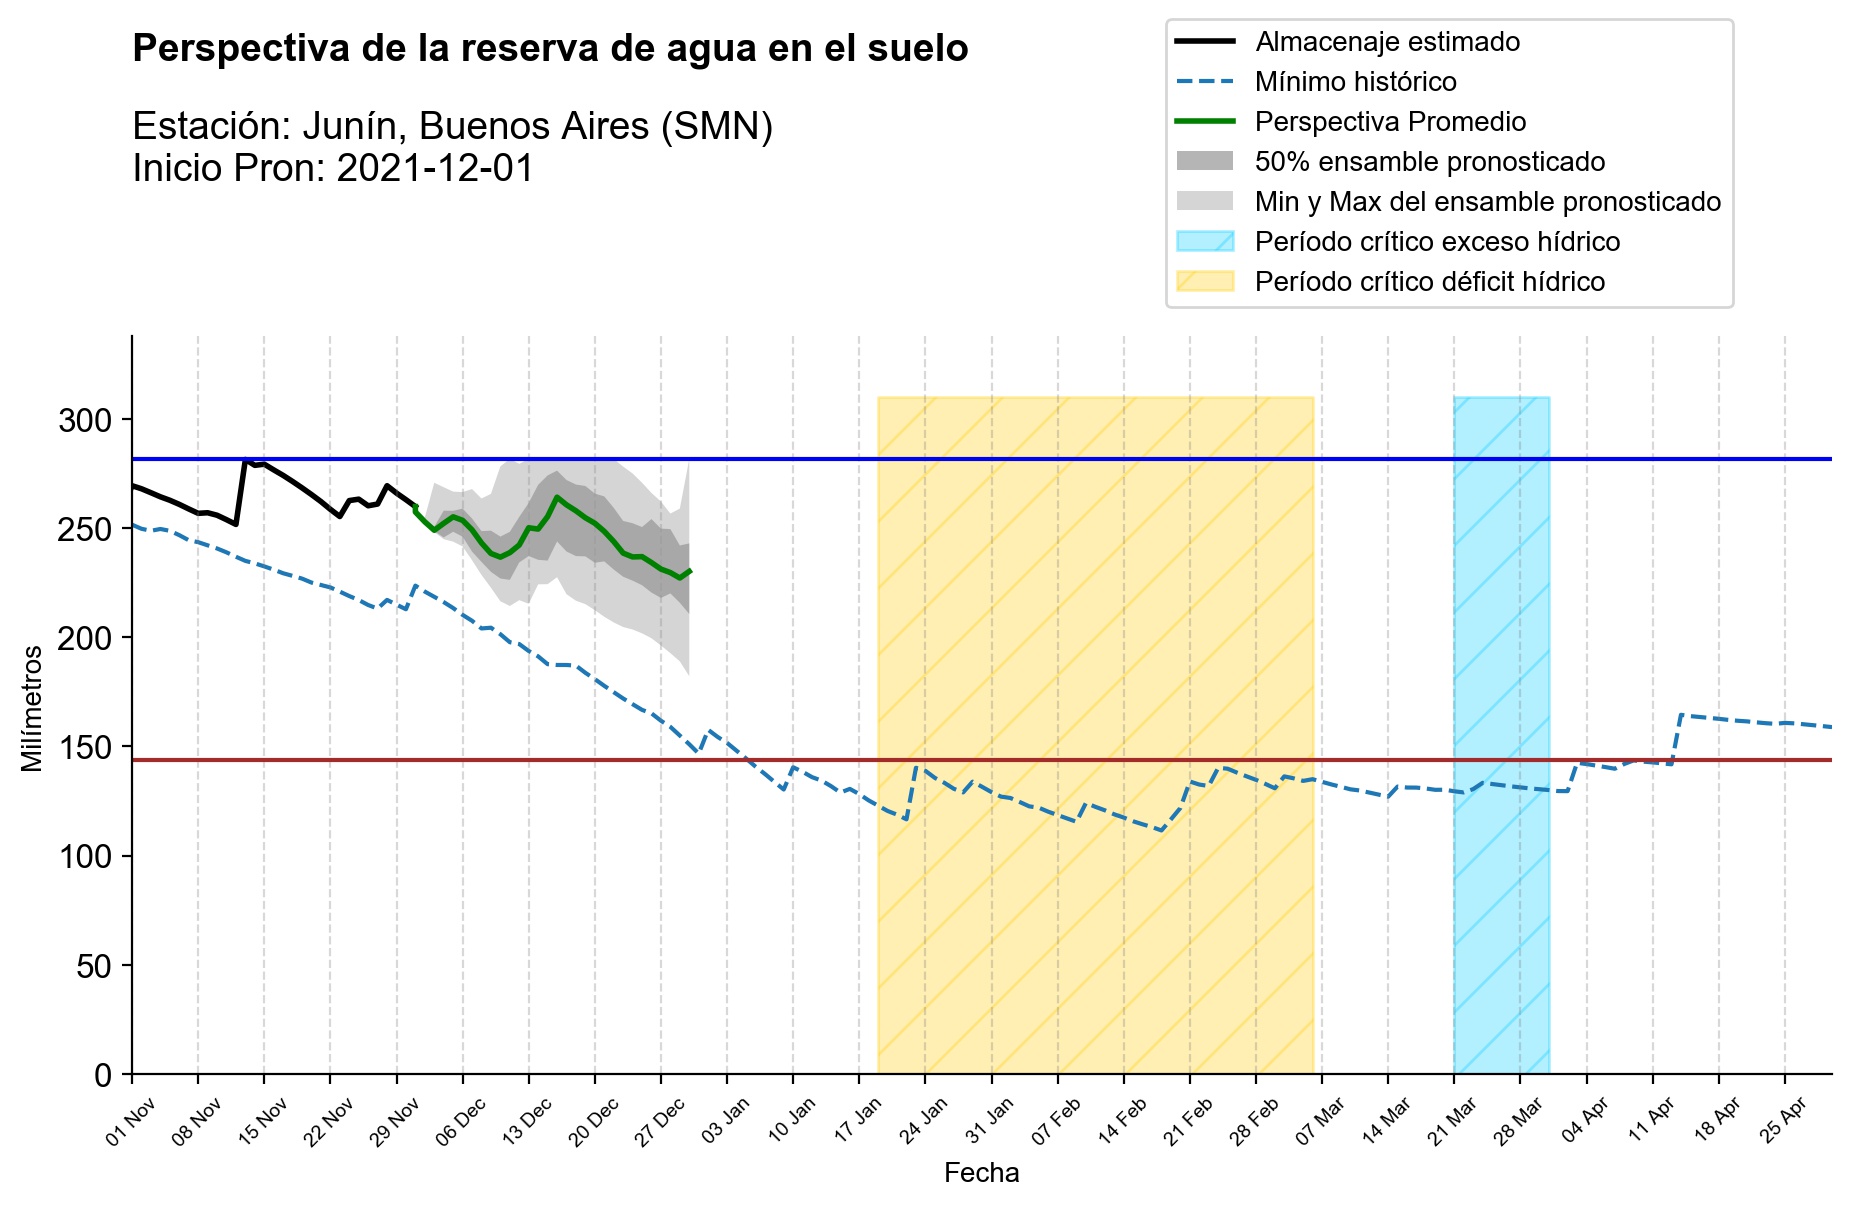 Perspectiva de la reserva de agua en el suelo
Estación: Junín, Buenos Aires (SMN)
Inicio Pron: 2021-12-01
Almacenaje estimado
Mínimo histórico
Perspectiva Promedio
50% ensamble pronosticado
Min y Max del ensamble pronosticado
Período crítico exceso hídrico
Período crítico déficit hídrico
Milímetros
300
250
200
150
100
50
0
01 Nov
08 Nov
15 Nov
22 Nov
29 Nov
06 Dec
13 Dec
20 Dec
27 Dec
03 Jan
10 Jan
17 Jan
24 Jan
31 Jan
07 Feb
14 Feb
21 Feb
28 Feb
07 Mar
14 Mar
21 Mar
28 Mar
04 Apr
11 Apr
18 Apr
25 Apr
Fecha